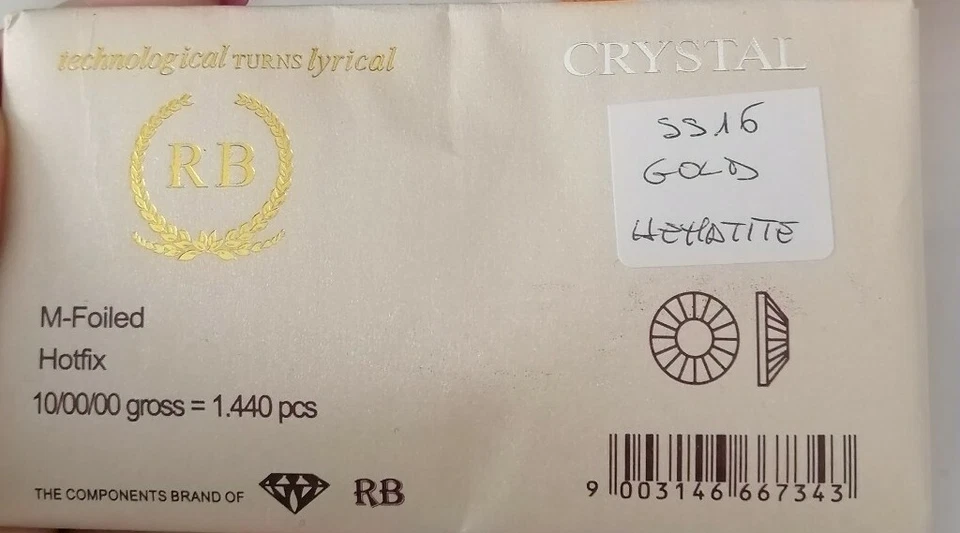 technological TURNS lyrical
RB
M-Foiled
Hotfix
10/00/00 gross = 1.440 pcs
THE COMPONENTS BRAND OF RB
CRYSTAL
SS16
GOLD
HEMATITE
9 003146 667343